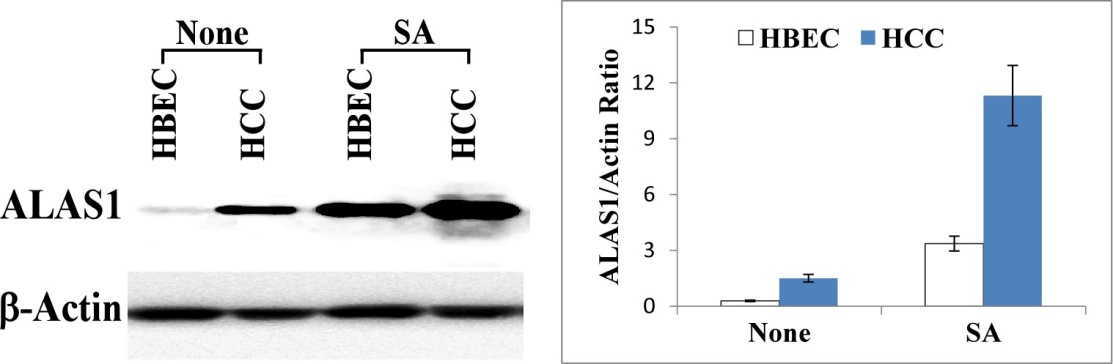 None
SA
HBEC
HCC
HBEC
HCC
ALAS1
β-Actin
ALAS1/Actin Ratio
15
12
9
6
3
0
HBEC
HCC
None
SA